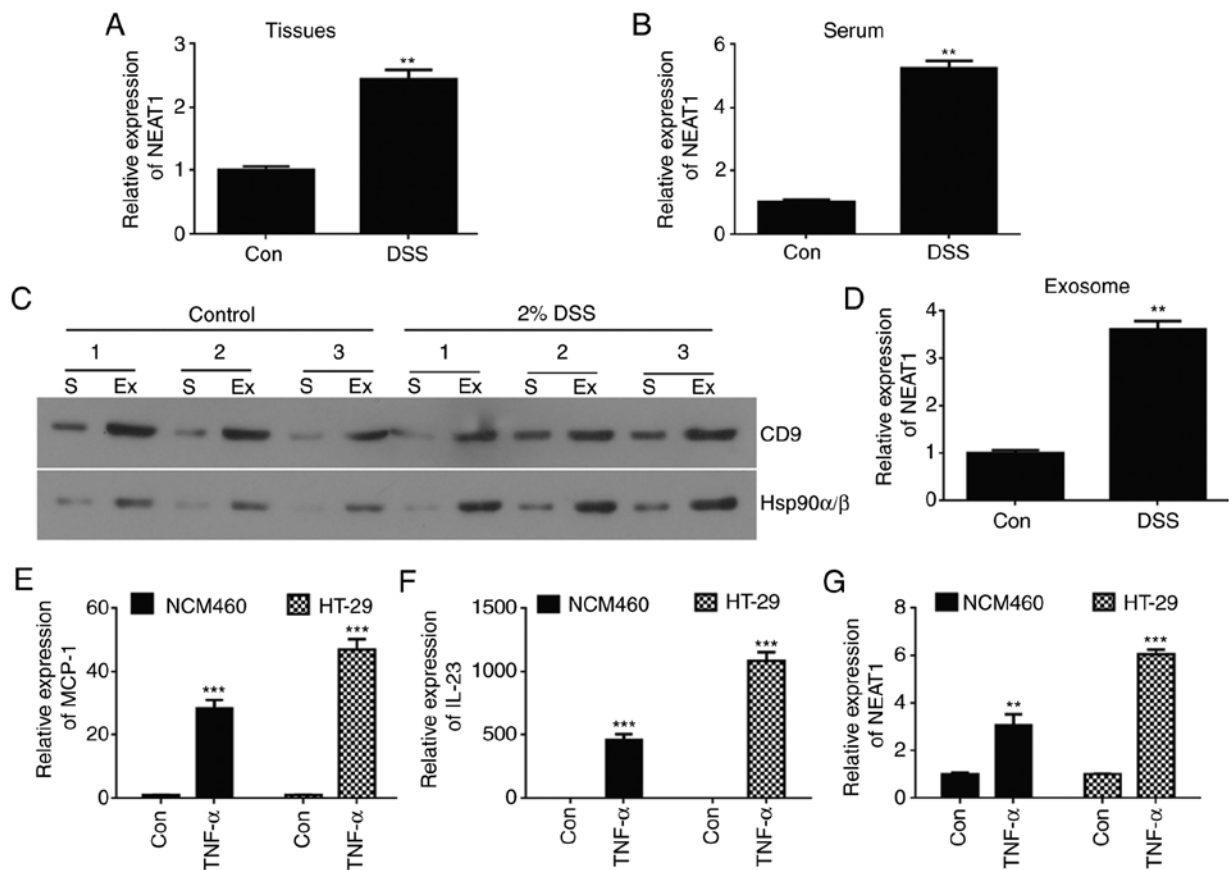 A
Tissues
Relative expression
of NEAT1
3
2
1
0
**
Con
DSS
B
Serum
Relative expression
of NEAT1
6
4
2
0
**
Con
DSS
C
Control
2% DSS
1
2
3
1
2
3
S Ex S Ex S Ex S Ex S Ex S Ex
CD9
Hsp90α/β
D
Exosome
Relative expression
of NEAT1
4
3
2
1
0
**
Con
DSS
E
NCM460
HT-29
Relative expression
of MCP-1
60
40
20
0
***
***
Con
TNF-α
Con
TNF-α
F
NCM460
HT-29
Relative expression
of IL-23
1500
1000
500
0
***
***
Con
TNF-α
Con
TNF-α
G
NCM460
HT-29
Relative expression
of NEAT1
8
6
4
2
0
**
***
Con
TNF-α
Con
TNF-α